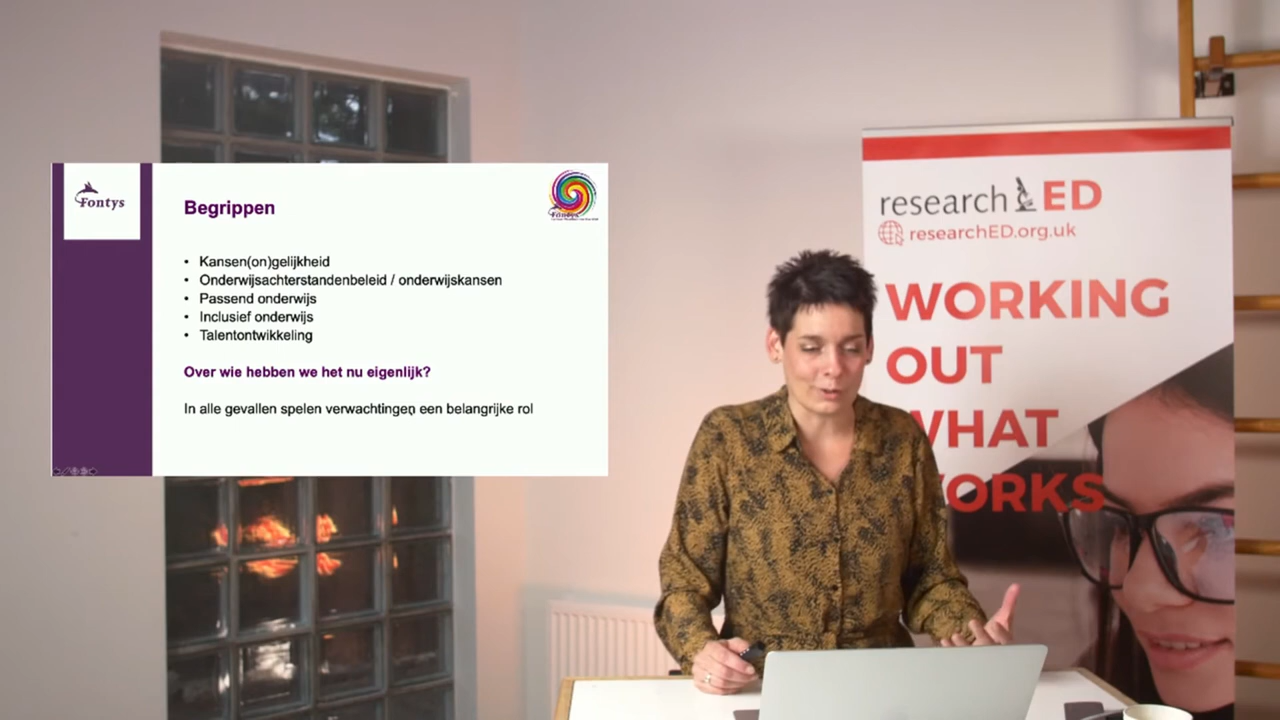 Fontys
Begrippen
Fontys
• Kansen(on)gelijkheid
• Onderwijsachterstandenbeleid / onderwijskansen
• Passend onderwijs
• Inclusief onderwijs
• Talentontwikkeling
Over wie hebben we het nu eigenlijk?
In alle gevallen spelen verwachtingen een belangrijke rol
research ED
researchED.org.uk
WORKING
OUT
WHAT
WORKS